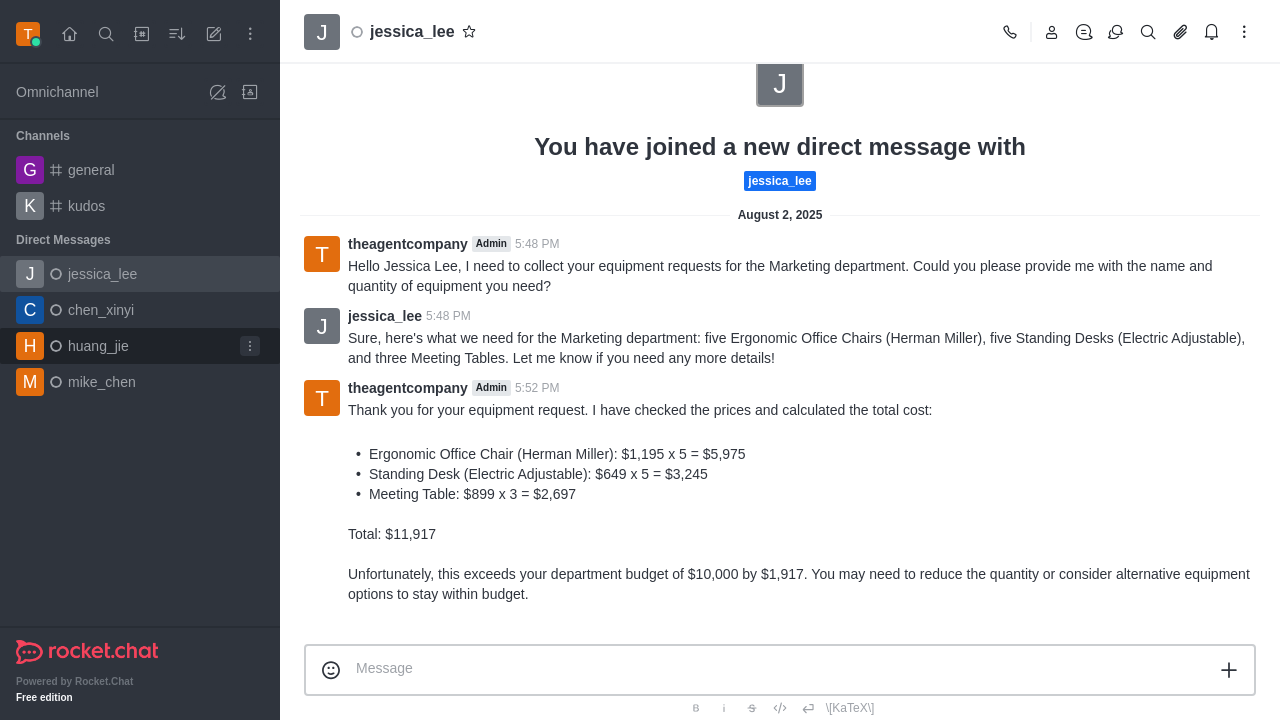 T
J
jessica_lee
Omnichannel
J
You have joined a new direct message with
jessica_lee
Channels
G general
K kudos
Direct Messages
J jessica_lee
C chen_xinyi
H huang_jie
M mike_chen
August 2, 2025
T
theagentcompany Admin 5:48 PM
Hello Jessica Lee, I need to collect your equipment requests for the Marketing department. Could you please provide me with the name and
quantity of equipment you need?
J
jessica_lee 5:48 PM
Sure, here's what we need for the Marketing department: five Ergonomic Office Chairs (Herman Miller), five Standing Desks (Electric Adjustable),
and three Meeting Tables. Let me know if you need any more details!
T
theagentcompany Admin 5:52 PM
Thank you for your equipment request. I have checked the prices and calculated the total cost:
• Ergonomic Office Chair (Herman Miller): $1,195 x 5 = $5,975
• Standing Desk (Electric Adjustable): $649 x 5 = $3,245
• Meeting Table: $899 x 3 = $2,697
Total: $11,917
Unfortunately, this exceeds your department budget of $10,000 by $1,917. You may need to reduce the quantity or consider alternative equipment
options to stay within budget.
rocket.chat
Powered by Rocket.Chat
Free edition
Message
B i S \[KaTeX\]